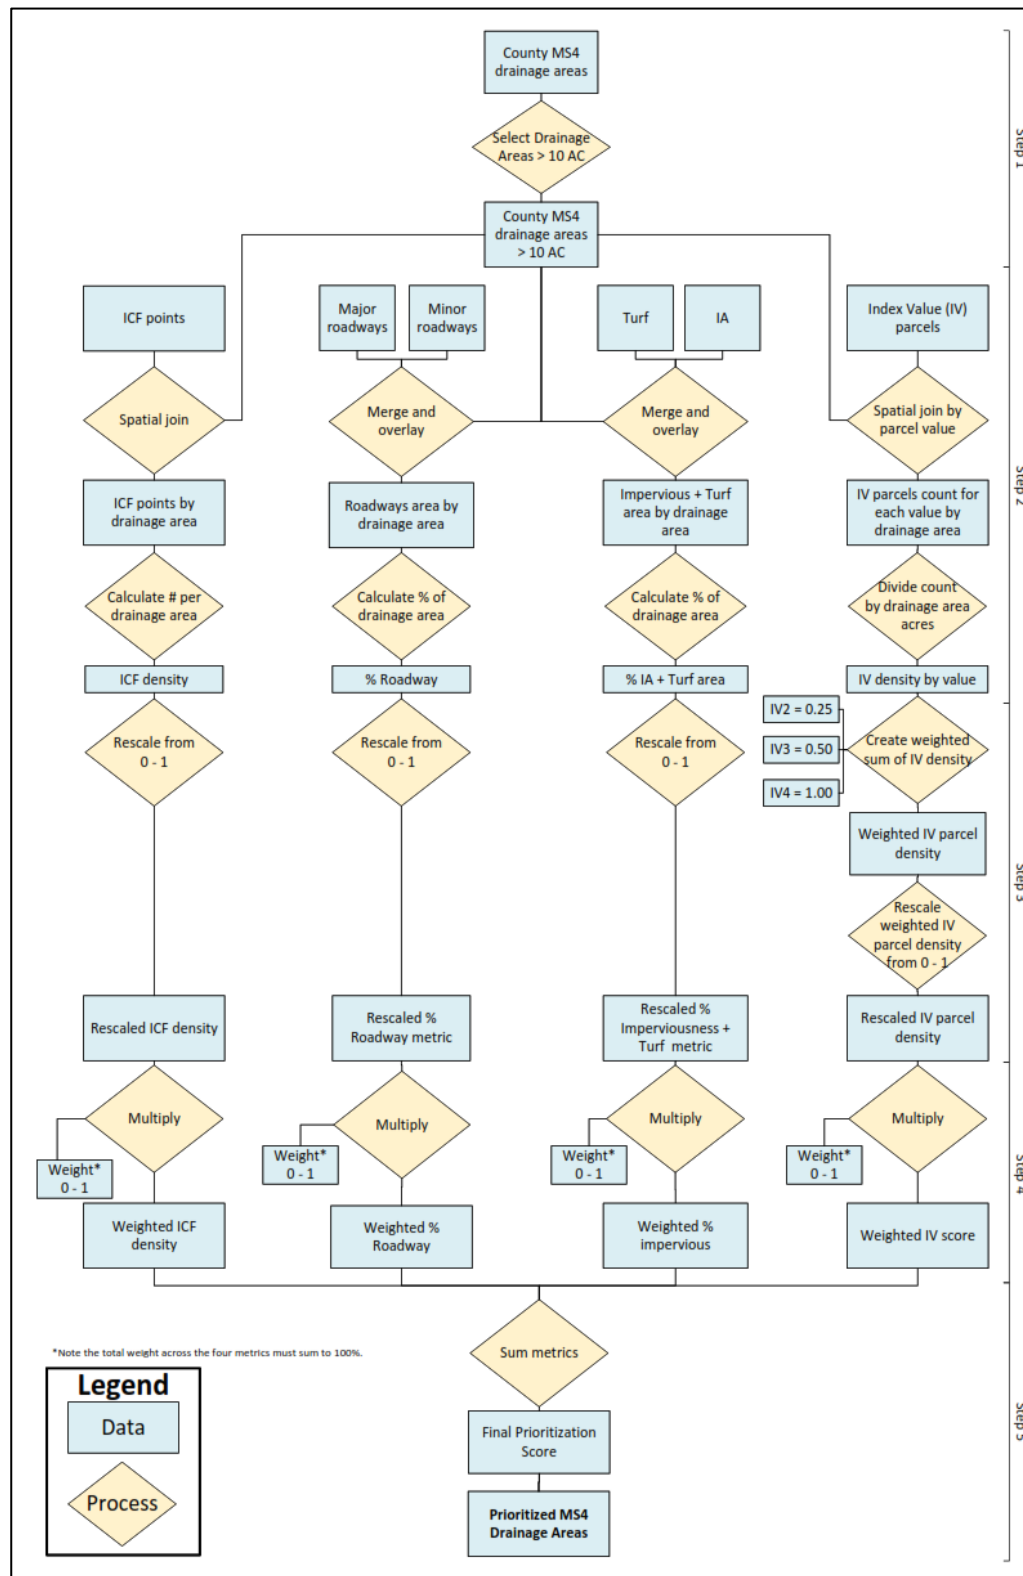 County MS4
drainage areas
Select Drainage
Areas > 10 AC
Step 1
County MS4
drainage areas
> 10 AC
ICF points
Major
roadways
Minor
roadways
Turf
IA
Index Value (IV)
parcels
Spatial join
Merge and
overlay
Merge and
overlay
Spatial join by
parcel value
Step 2
ICF points by
drainage area
Roadways area by
drainage area
Impervious + Turf
area by drainage
area
IV parcels count for
each value by
drainage area
Calculate # per
drainage area
Calculate % of
drainage area
Calculate % of
drainage area
Divide count
by drainage area
acres
ICF density
% Roadway
% IA + Turf area
IV density by value
Rescale from
0 - 1
Rescale from
0 - 1
Rescale from
0 - 1
IV2 = 0.25
IV3 = 0.50
IV4 = 1.00
Create weighted
sum of IV density
Weighted IV parcel
density
Step 3
Rescale
weighted IV
parcel density
from 0 - 1
Rescaled ICF density
Rescaled %
Roadway metric
Rescaled %
Imperviousness +
Turf metric
Rescaled IV parcel
density
Multiply
Multiply
Multiply
Multiply
Weight*
0 - 1
Weight*
0 - 1
Weight*
0 - 1
Weight*
0 - 1
Step 4
Weighted ICF
density
Weighted %
Roadway
Weighted %
impervious
Weighted IV score
Sum metrics
*Note the total weight across the four metrics must sum to 100%.
Legend
Data
Process
Final Prioritization
Score
Step 5
Prioritized MS4
Drainage Areas